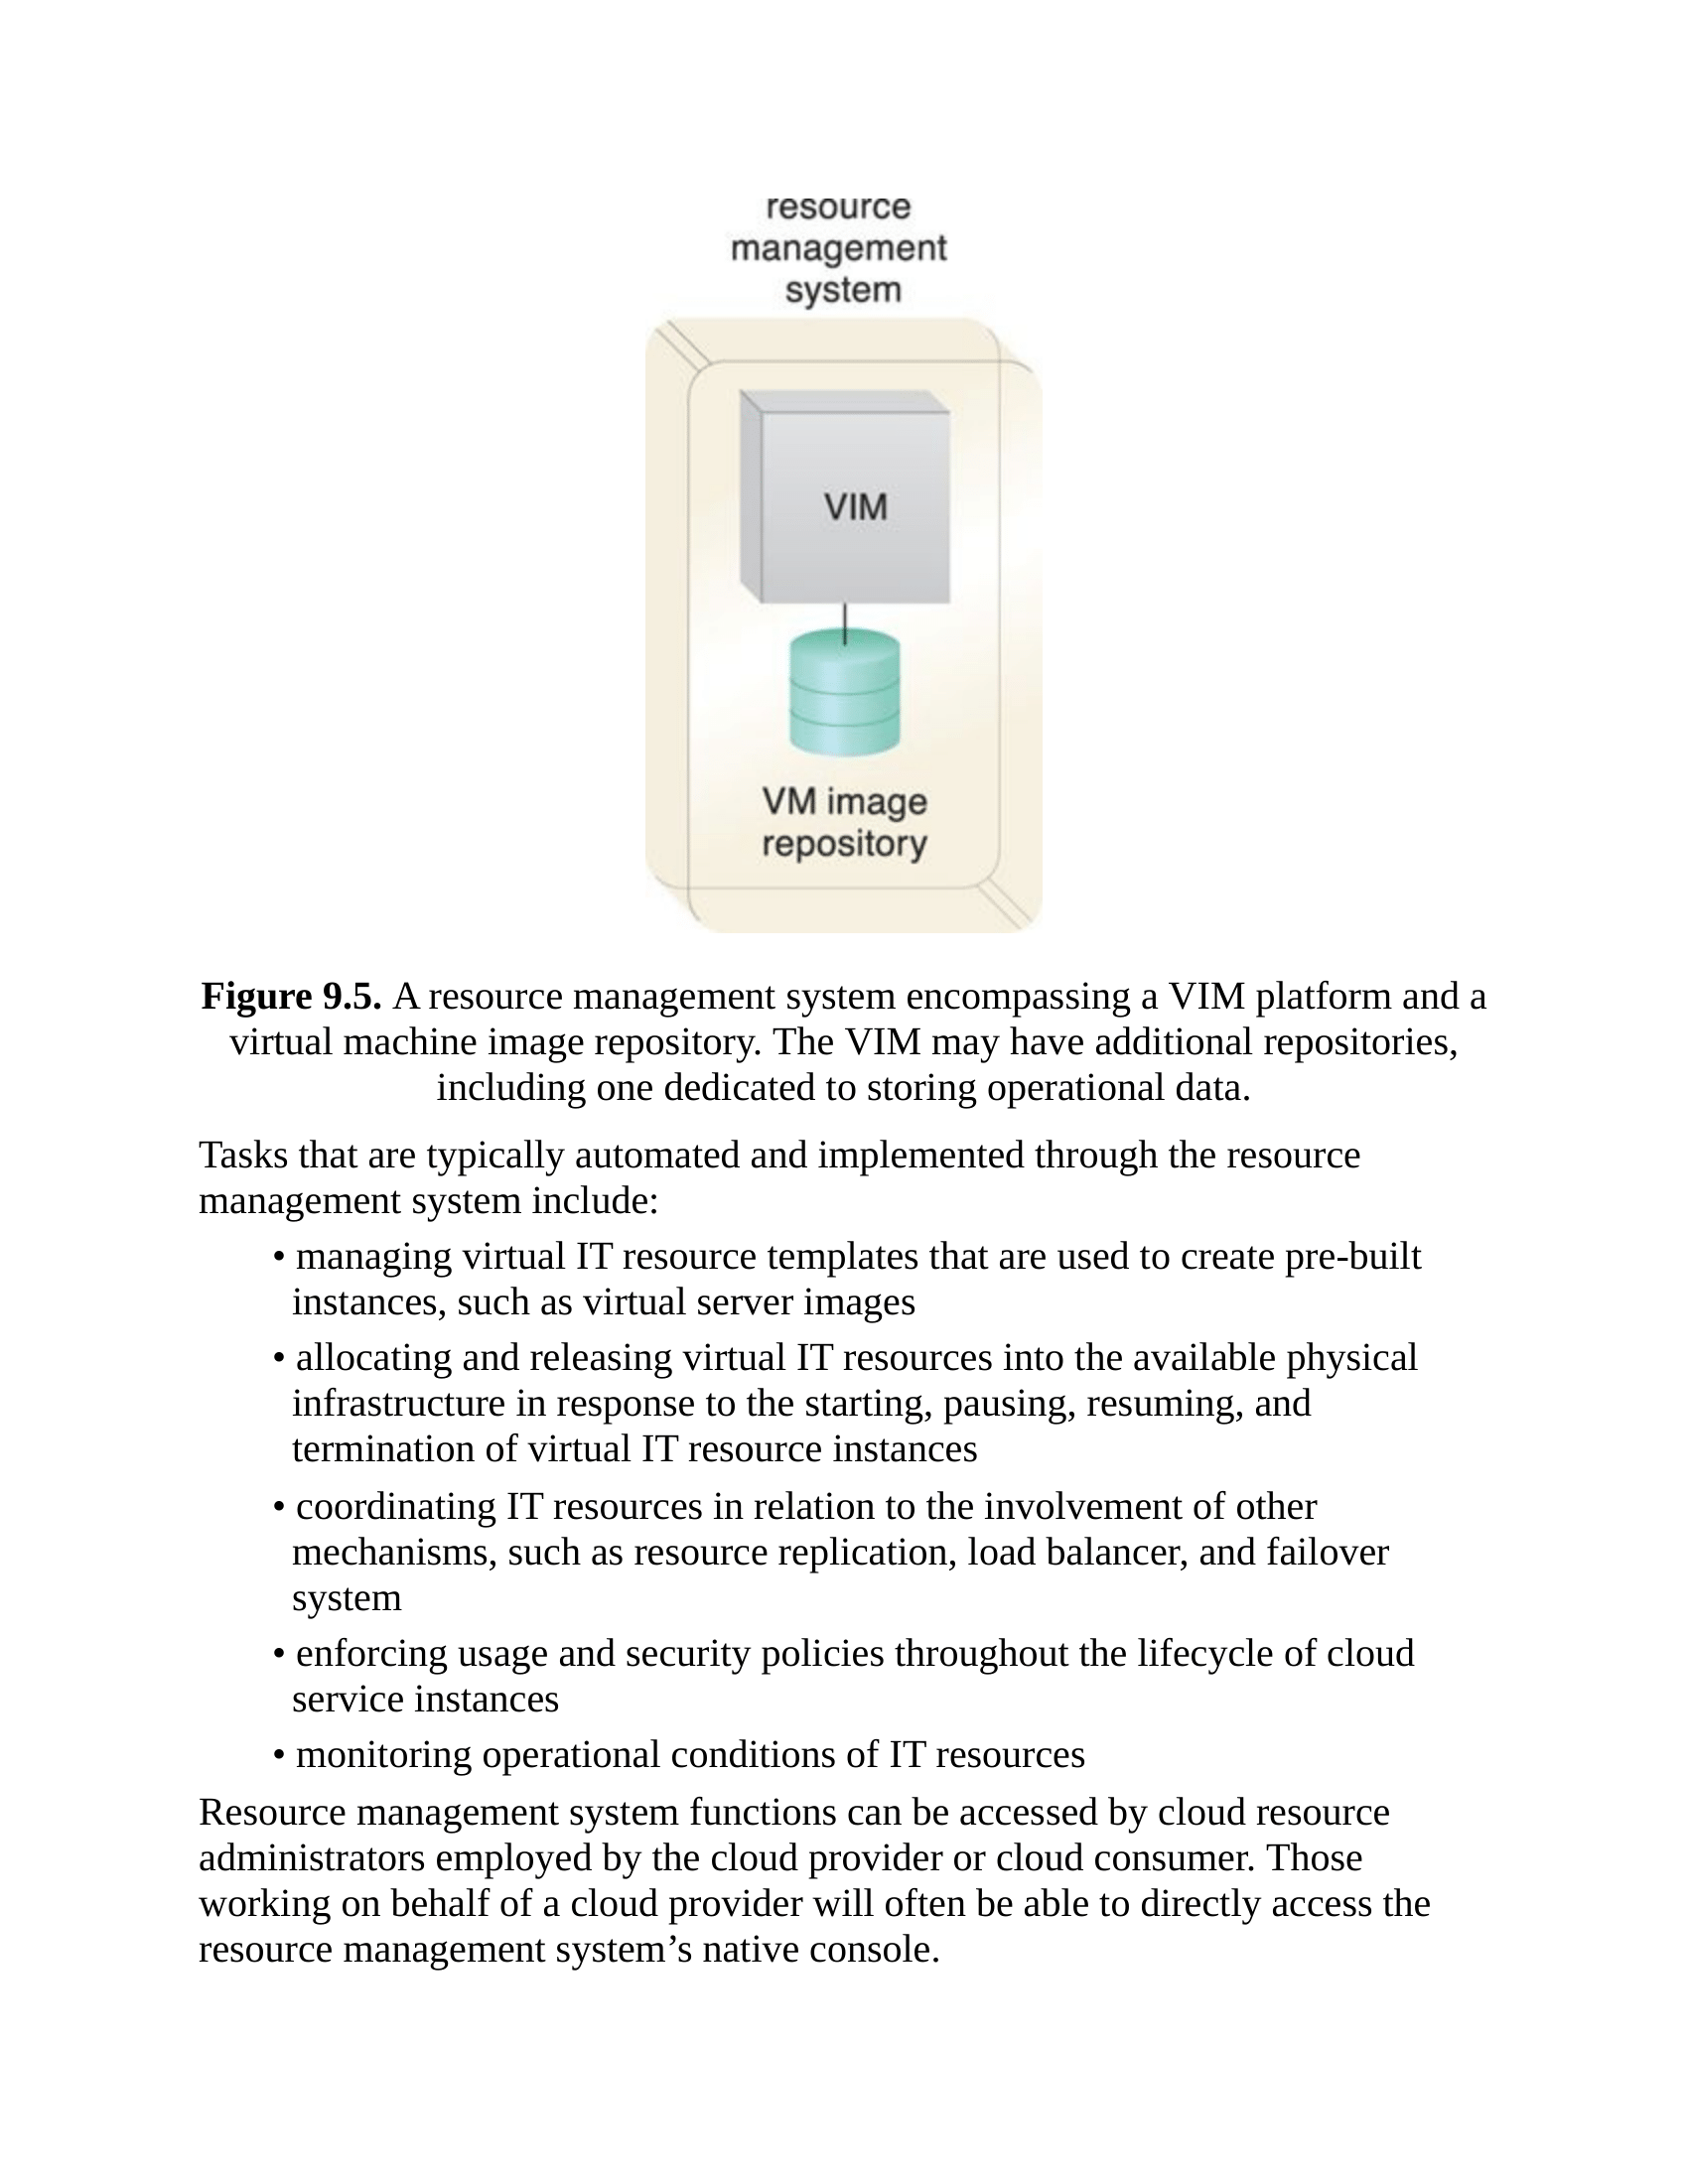 resource
management
system
VIM
VM image
repository
Figure 9.5. A resource management system encompassing a VIM platform and a
virtual machine image repository. The VIM may have additional repositories,
including one dedicated to storing operational data.
Tasks that are typically automated and implemented through the resource
management system include:
• managing virtual IT resource templates that are used to create pre-built
instances, such as virtual server images
• allocating and releasing virtual IT resources into the available physical
infrastructure in response to the starting, pausing, resuming, and
termination of virtual IT resource instances
• coordinating IT resources in relation to the involvement of other
mechanisms, such as resource replication, load balancer, and failover
system
• enforcing usage and security policies throughout the lifecycle of cloud
service instances
• monitoring operational conditions of IT resources
Resource management system functions can be accessed by cloud resource
administrators employed by the cloud provider or cloud consumer. Those
working on behalf of a cloud provider will often be able to directly access the
resource management system’s native console.